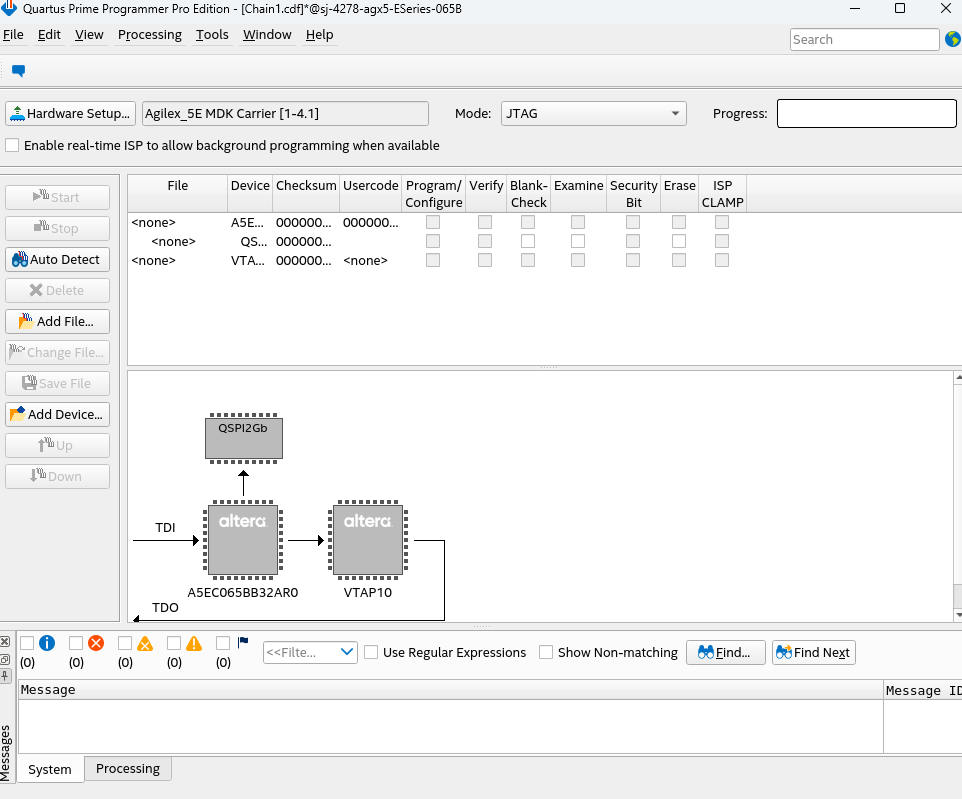 Quartus Prime Programmer Pro Edition - [Chain1.cdf]*@sj-4278-agx5-ESeries-065B
File Edit View Processing Tools Window Help
Search
Hardware Setup... Agilex_5E MDK Carrier [1-4.1] Mode: JTAG Progress:
Enable real-time ISP to allow background programming when available
Start
Stop
Auto Detect
Delete
Add File...
Change File...
Save File
Add Device...
Up
Down
File Device Checksum Usercode Program/ Verify Blank- Examine Security Erase ISP
Configure Check Bit CLAMP
<none> A5E... 000000... 000000...
<none> QS... 000000...
<none> VTA... 000000... <none>
QSPI2Gb
altera altera
TDI
A5EC065BB32AR0 VTAP10
TDO
(0) (0) (0) (0) (0)
<<Filte... Use Regular Expressions Show Non-matching Find... Find Next
Message Message ID
Messages
System Processing